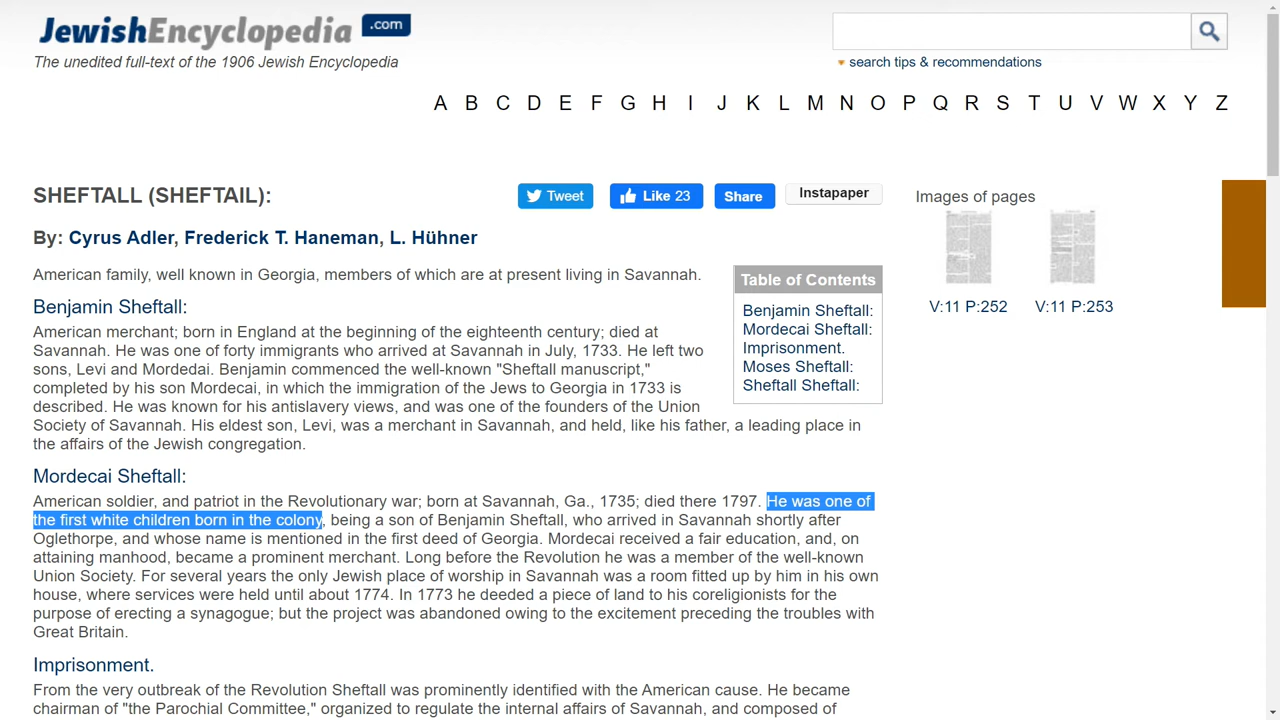 JewishEncyclopedia .com
The unedited full-text of the 1906 Jewish Encyclopedia
search tips & recommendations
A B C D E F G H I J K L M N O P Q R S T U V W X Y Z
SHEFTALL (SHEFTAIL):
Tweet
Like 23
Share
Instapaper
By: Cyrus Adler, Frederick T. Haneman, L. Hühner
American family, well known in Georgia, members of which are at present living in Savannah.
Benjamin Sheftall:
American merchant; born in England at the beginning of the eighteenth century; died at
Savannah. He was one of forty immigrants who arrived at Savannah in July, 1733. He left two
sons, Levi and Mordedai. Benjamin commenced the well-known "Sheftall manuscript,"
completed by his son Mordecai, in which the immigration of the Jews to Georgia in 1733 is
described. He was known for his antislavery views, and was one of the founders of the Union
Society of Savannah. His eldest son, Levi, was a merchant in Savannah, and held, like his father, a leading place in
the affairs of the Jewish congregation.
Table of Contents
Benjamin Sheftall:
Mordecai Sheftall:
Imprisonment.
Moses Sheftall:
Sheftall Sheftall:
Mordecai Sheftall:
American soldier, and patriot in the Revolutionary war; born at Savannah, Ga., 1735; died there 1797. He was one of
the first white children born in the colony, being a son of Benjamin Sheftall, who arrived in Savannah shortly after
Oglethorpe, and whose name is mentioned in the first deed of Georgia. Mordecai received a fair education, and, on
attaining manhood, became a prominent merchant. Long before the Revolution he was a member of the well-known
Union Society. For several years the only Jewish place of worship in Savannah was a room fitted up by him in his own
house, where services were held until about 1774. In 1773 he deeded a piece of land to his coreligionists for the
purpose of erecting a synagogue; but the project was abandoned owing to the excitement preceding the troubles with
Great Britain.
Imprisonment.
From the very outbreak of the Revolution Sheftall was prominently identified with the American cause. He became
chairman of "the Parochial Committee," organized to regulate the internal affairs of Savannah, and composed of
Images of pages
V:11 P:252
V:11 P:253